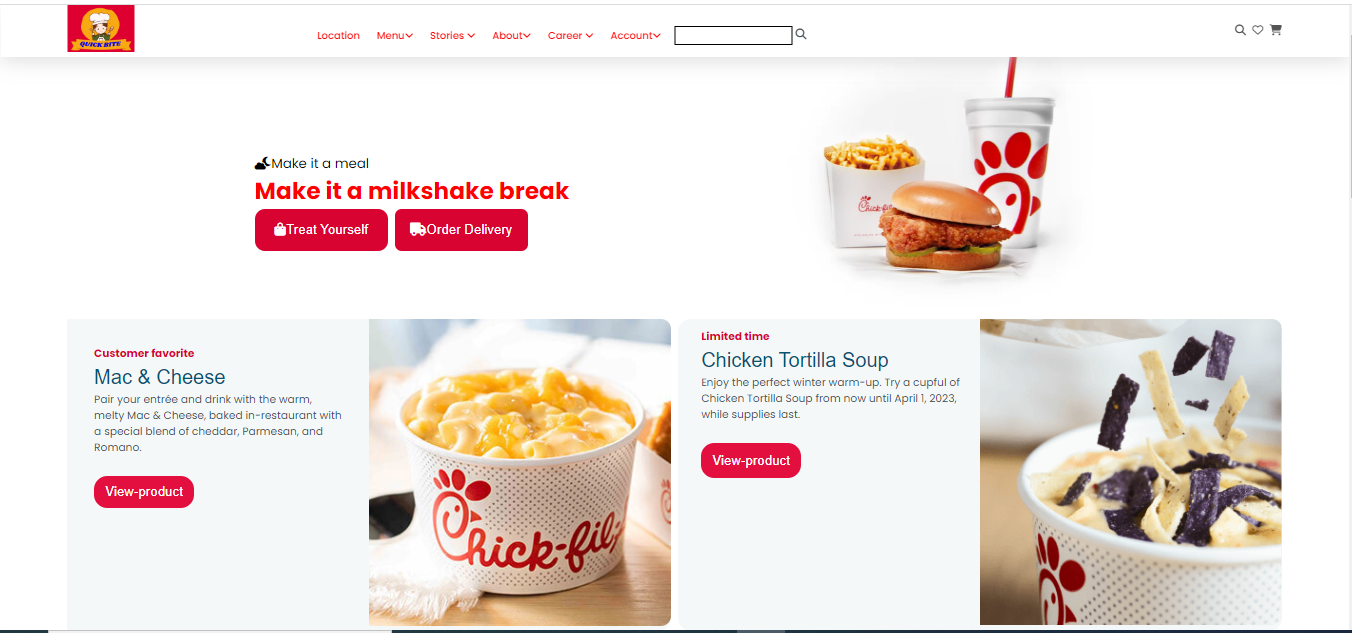 QUICK BITE
Location Menu Stories About Career Account
Make it a meal
Make it a milkshake break
Treat Yourself Order Delivery
Chick-fil
Customer favorite
Mac & Cheese
Pair your entrée and drink with the warm,
melty Mac & Cheese, baked in-restaurant with
a special blend of cheddar, Parmesan, and
Romano.
View-product
Chick-fil
Limited time
Chicken Tortilla Soup
Enjoy the perfect winter warm-up. Try a cupful of
Chicken Tortilla Soup from now until April 1, 2023,
while supplies last.
View-product